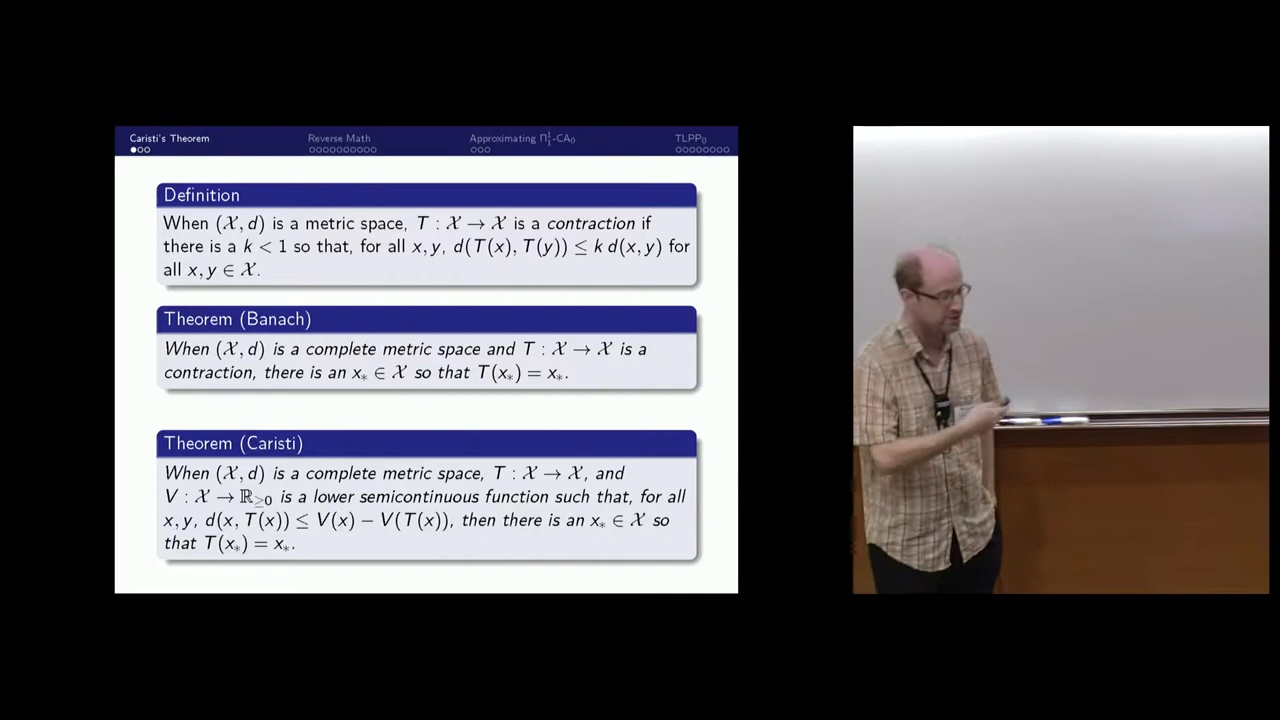 Caristi's Theorem Reverse Math Approximating Π¹₁-CA₀ TLPP₀
Definition
When (𝒳, d) is a metric space, T : 𝒳 → 𝒳 is a contraction if
there is a k < 1 so that, for all x, y, d(T(x), T(y)) ≤ k d(x, y) for
all x, y ∈ 𝒳.
Theorem (Banach)
When (𝒳, d) is a complete metric space and T : 𝒳 → 𝒳 is a
contraction, there is an x∗ ∈ 𝒳 so that T(x∗) = x∗.
Theorem (Caristi)
When (𝒳, d) is a complete metric space, T : 𝒳 → 𝒳, and
V : 𝒳 → ℝ≥0 is a lower semicontinuous function such that, for all
x, y, d(x, T(x)) ≤ V(x) − V(T(x)), then there is an x∗ ∈ 𝒳 so
that T(x∗) = x∗.